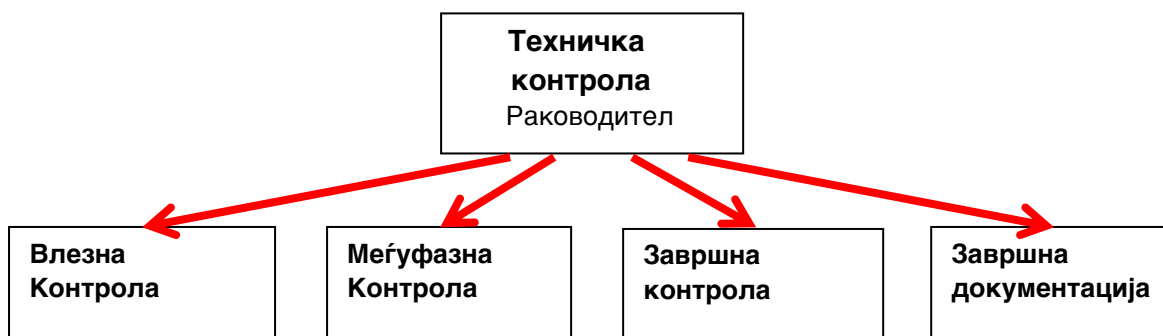 Техничка
контрола
Раководител
Влезна
Контрола
Меѓуфазна
Контрола
Завршна
контрола
Завршна
документација